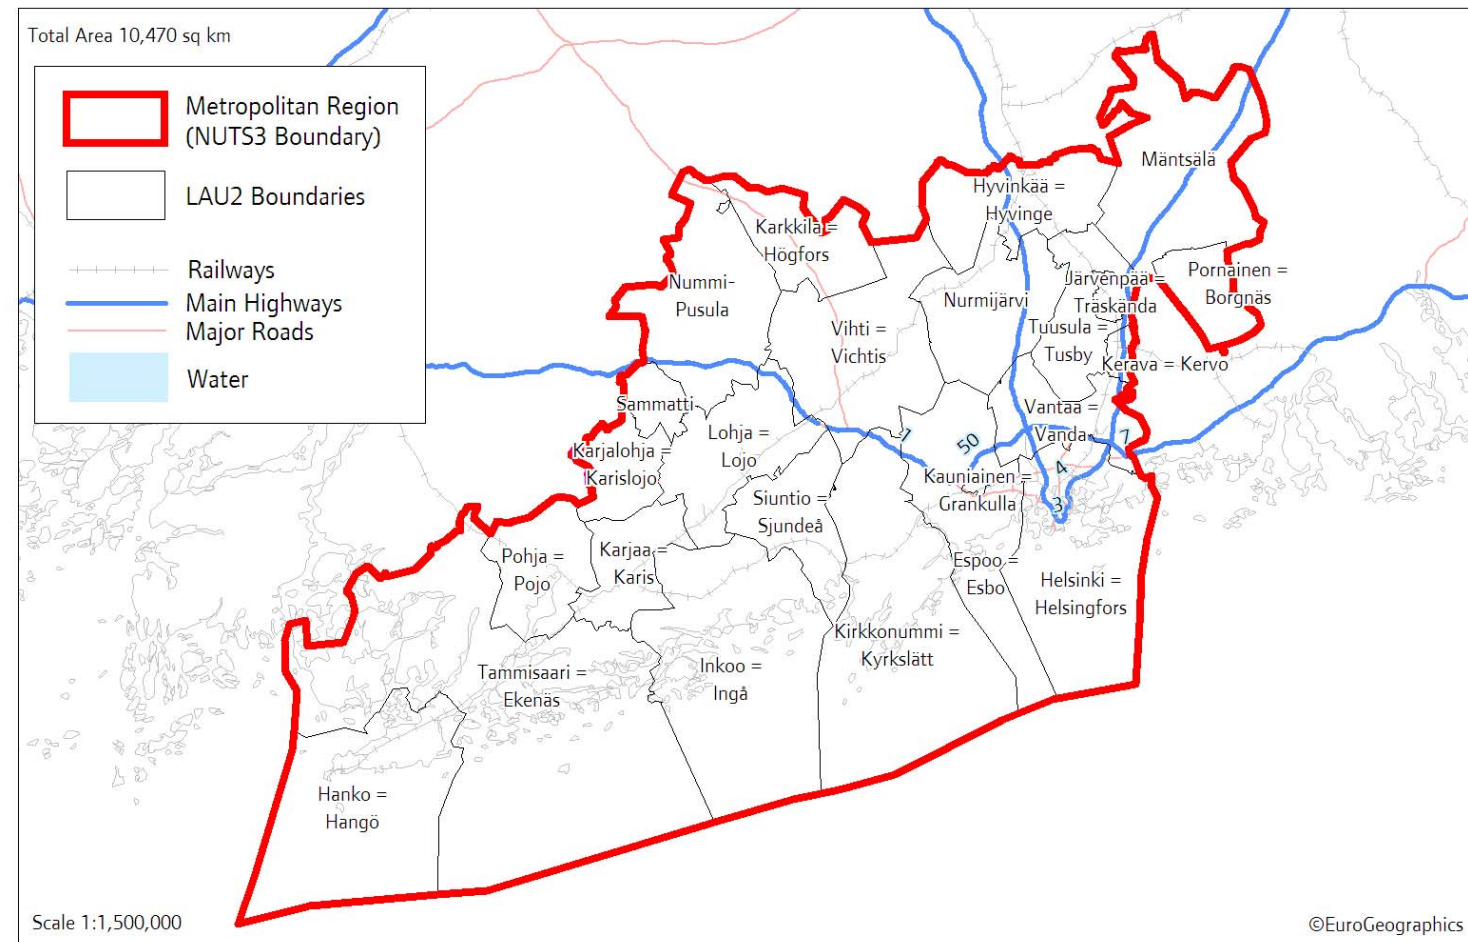 Total Area 10,470 sq km
Metropolitan Region
(NUTS3 Boundary)
LAU2 Boundaries
Railways
Main Highways
Major Roads
Water
Mäntsälä
Hyvinkää =
Hyvinge
Karkkila =
Högfors
Nummi-
Pusula
Pornainen =
Borgnäs
Järvenpää =
Träskända
Nurmijärvi
Vihti =
Vichtis
Tuusula =
Tusby
Kerava = Kervo
Sammatti
Vantaa =
Vanda
Lohja =
Lojo
1
50
7
4
3
Karjalohja =
Karislojo
Kauniainen =
Grankulla
Siuntio =
Sjundeå
Pohja =
Pojo
Karjaa =
Karis
Espoo =
Esbo
Helsinki =
Helsingfors
Kirkkonummi =
Kyrkslätt
Tammisaari =
Ekenäs
Inkoo =
Ingå
Hanko =
Hangö
Scale 1:1,500,000
©EuroGeographics